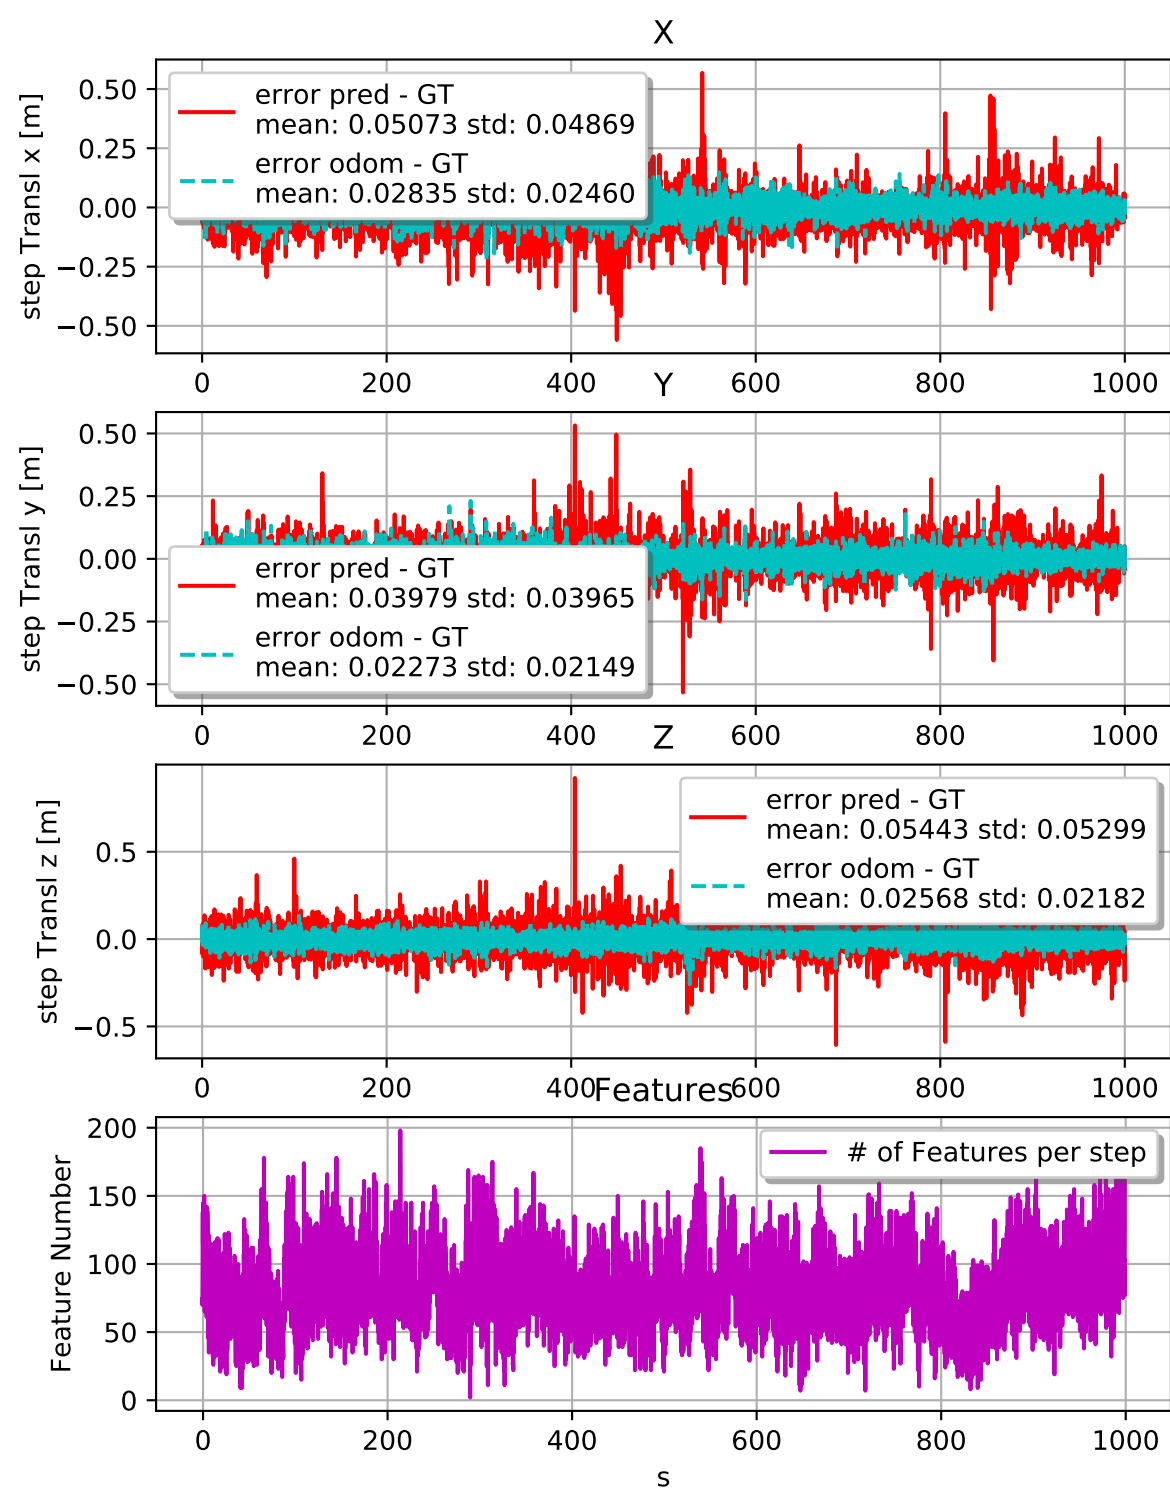 X
step Transl x [m]
0.50
0.25
0.00
−0.25
−0.50
error pred - GT
mean: 0.05073 std: 0.04869
error odom - GT
mean: 0.02835 std: 0.02460
0 200 400 600 800 1000
Y
step Transl y [m]
0.50
0.25
0.00
−0.25
−0.50
error pred - GT
mean: 0.03979 std: 0.03965
error odom - GT
mean: 0.02273 std: 0.02149
0 200 400 600 800 1000
Z
step Transl z [m]
0.5
0.0
−0.5
error pred - GT
mean: 0.05443 std: 0.05299
error odom - GT
mean: 0.02568 std: 0.02182
0 200 400 600 800 1000
Features
Feature Number
200
150
100
50
0
# of Features per step
0 200 400 600 800 1000
s